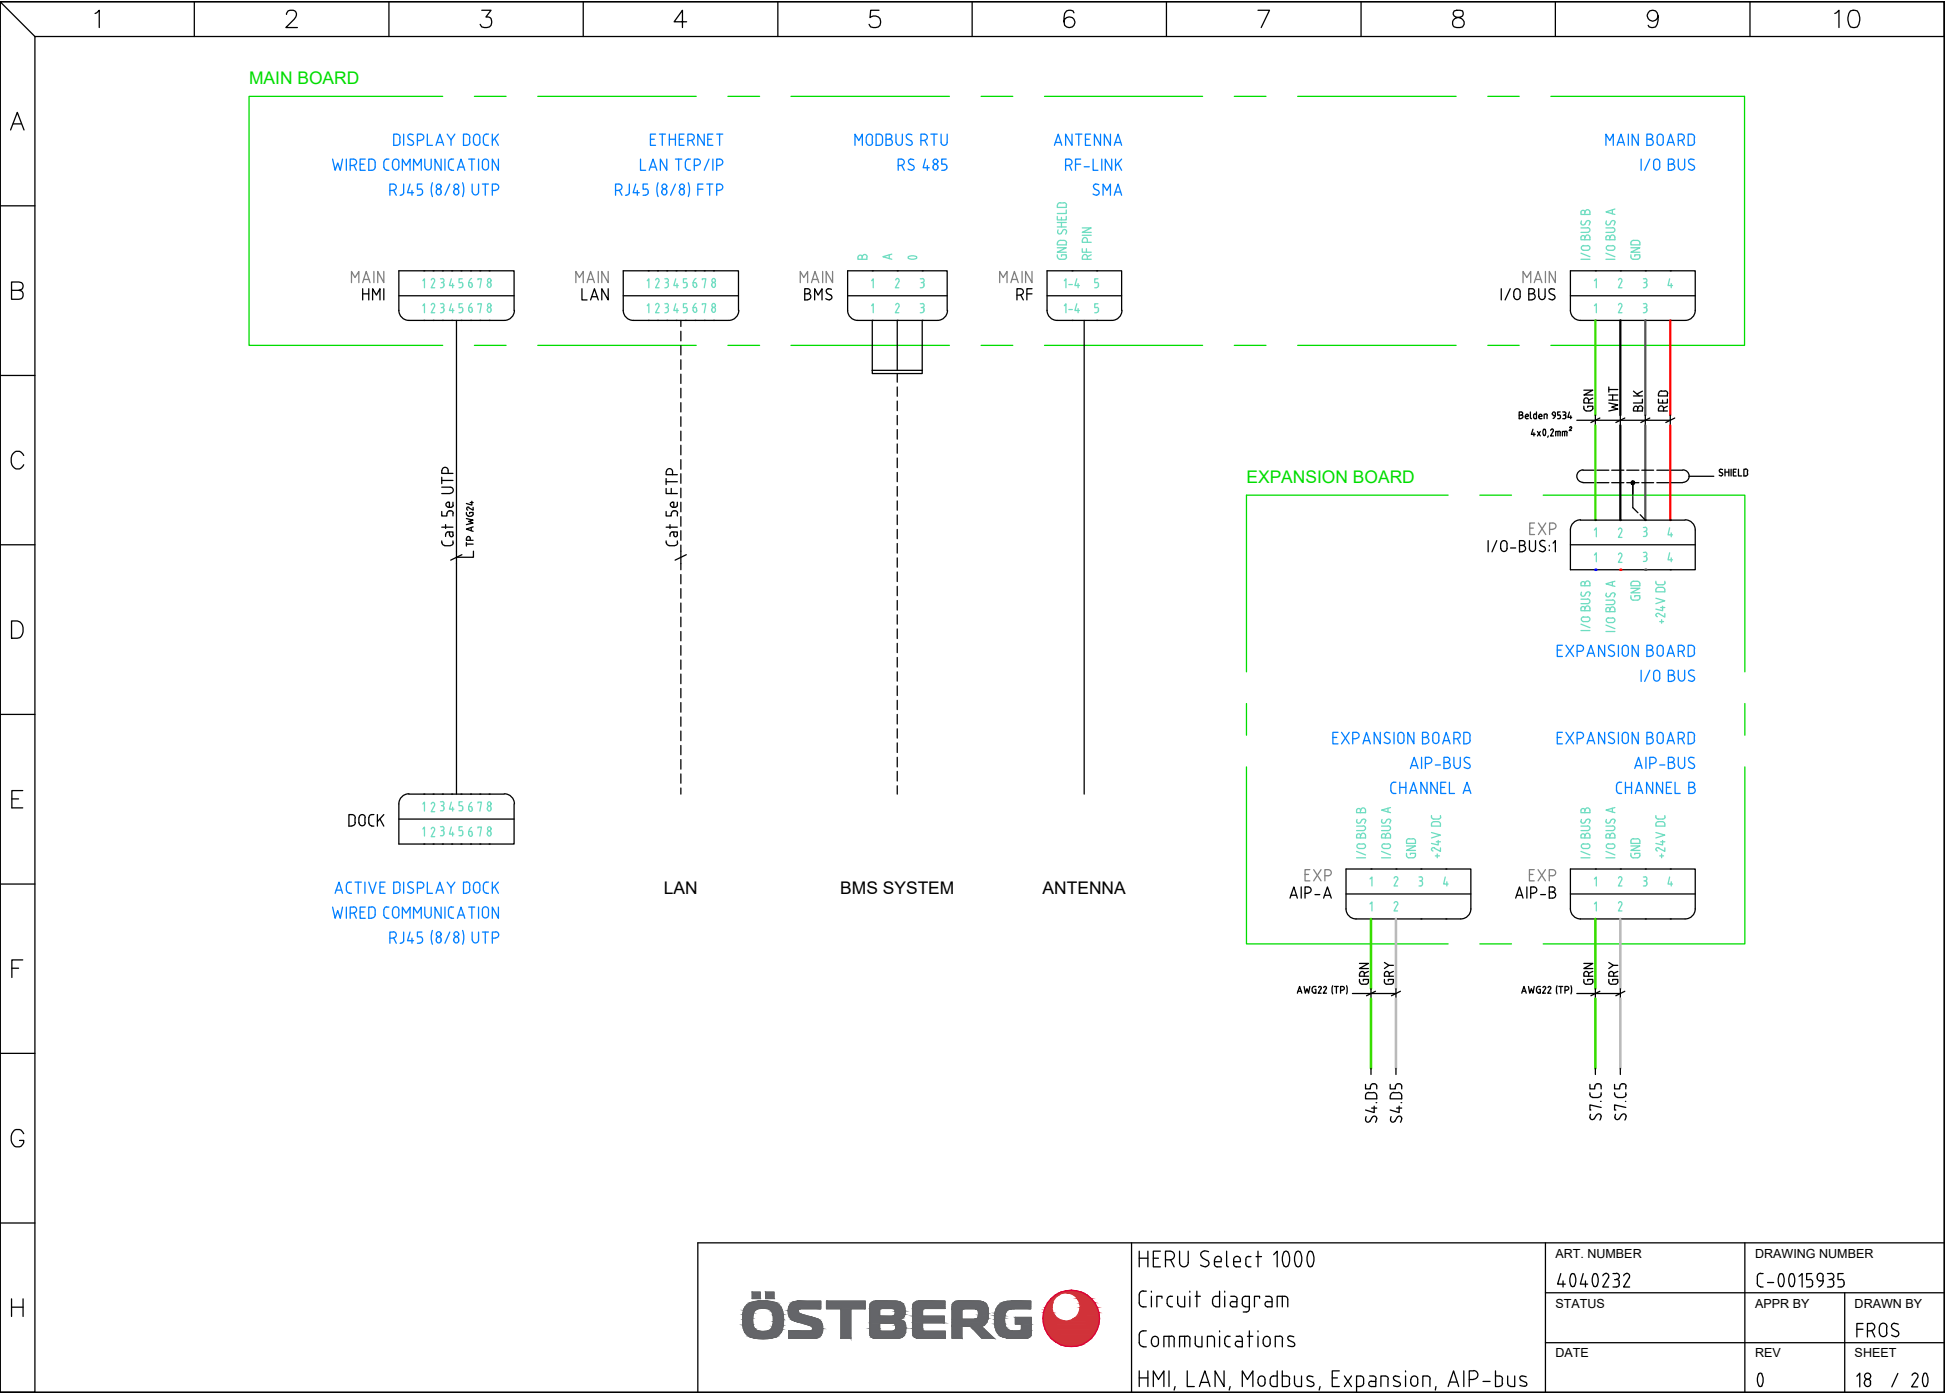 1 2 3 4 5 6 7 8 9 10
MAIN BOARD
A
DISPLAY DOCK
WIRED COMMUNICATION
RJ45 (8/8) UTP
ETHERNET
LAN TCP/IP
RJ45 (8/8) FTP
MODBUS RTU
RS 485
ANTENNA
RF-LINK
SMA
MAIN BOARD
I/O BUS
B
MAIN
HMI
12345678
12345678
MAIN
LAN
12345678
12345678
B A 0
MAIN
BMS
1 2 3
1 2 3
GND SHIELD
RF PIN
MAIN
RF
1-4 5
1-4 5
I/O BUS B
I/O BUS A
GND
MAIN
I/O BUS
1 2 3 4
1 2 3
C
GRN
WHT
BLK
RED
Belden 9534
4x0,2mm²
SHIELD
Cat 5e UTP
TP AWG24
Cat 5e FTP
EXPANSION BOARD
EXP
I/O-BUS:1
1 2 3 4
1 2 3 4
D
I/O BUS B
I/O BUS A
GND
+24V DC
EXPANSION BOARD
I/O BUS
E
EXPANSION BOARD
AIP-BUS
CHANNEL A
EXPANSION BOARD
AIP-BUS
CHANNEL B
DOCK
12345678
12345678
ACTIVE DISPLAY DOCK
WIRED COMMUNICATION
RJ45 (8/8) UTP
LAN
BMS SYSTEM
ANTENNA
I/O BUS B
I/O BUS A
GND
+24V DC
EXP
AIP-A
1 2 3 4
1 2
I/O BUS B
I/O BUS A
GND
+24V DC
EXP
AIP-B
1 2 3 4
1 2
F
GRN
GRY
AWG22 (TP)
GRN
GRY
AWG22 (TP)
G
S4.D5
S4.D5
S7.C5
S7.C5
H
ÖSTBERG
HERU Select 1000
Circuit diagram
Communications
HMI, LAN, Modbus, Expansion, AIP-bus
ART. NUMBER
4040232
DRAWING NUMBER
C-0015935
STATUS
APPR BY
DRAWN BY
FROS
DATE
REV
0
SHEET
18 / 20